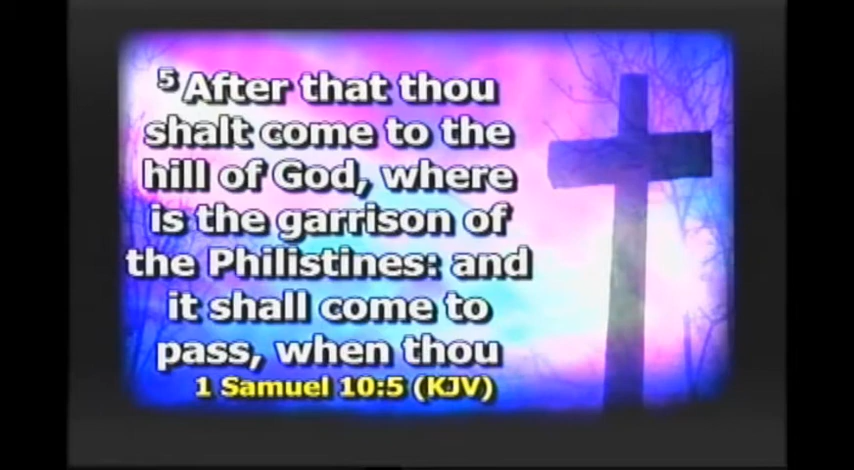 5 After that thou
shalt come to the
hill of God, where
is the garrison of
the Philistines: and
it shall come to
pass, when thou
1 Samuel 10:5 (KJV)